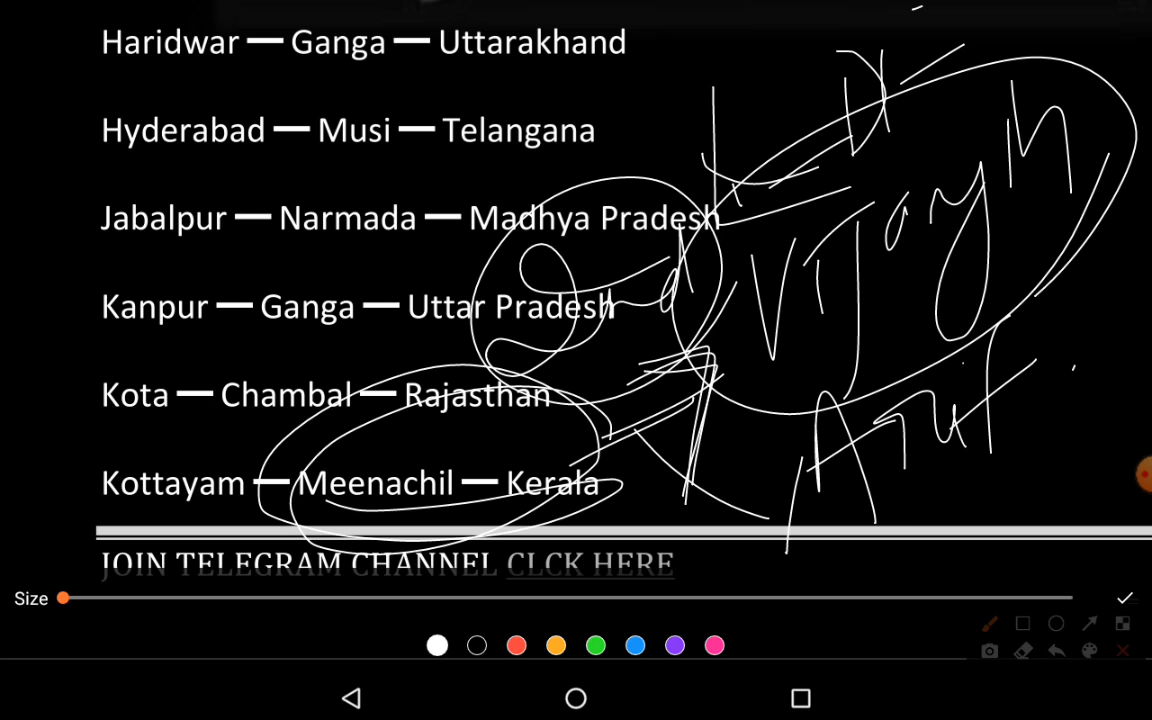 Haridwar — Ganga — Uttarakhand
Hyderabad — Musi — Telangana
Jabalpur — Narmada — Madhya Pradesh
Kanpur — Ganga — Uttar Pradesh
Kota — Chambal — Rajasthan
Kottayam — Meenachil — Kerala
JOIN TELEGRAM CHANNEL CLCK HERE
Size